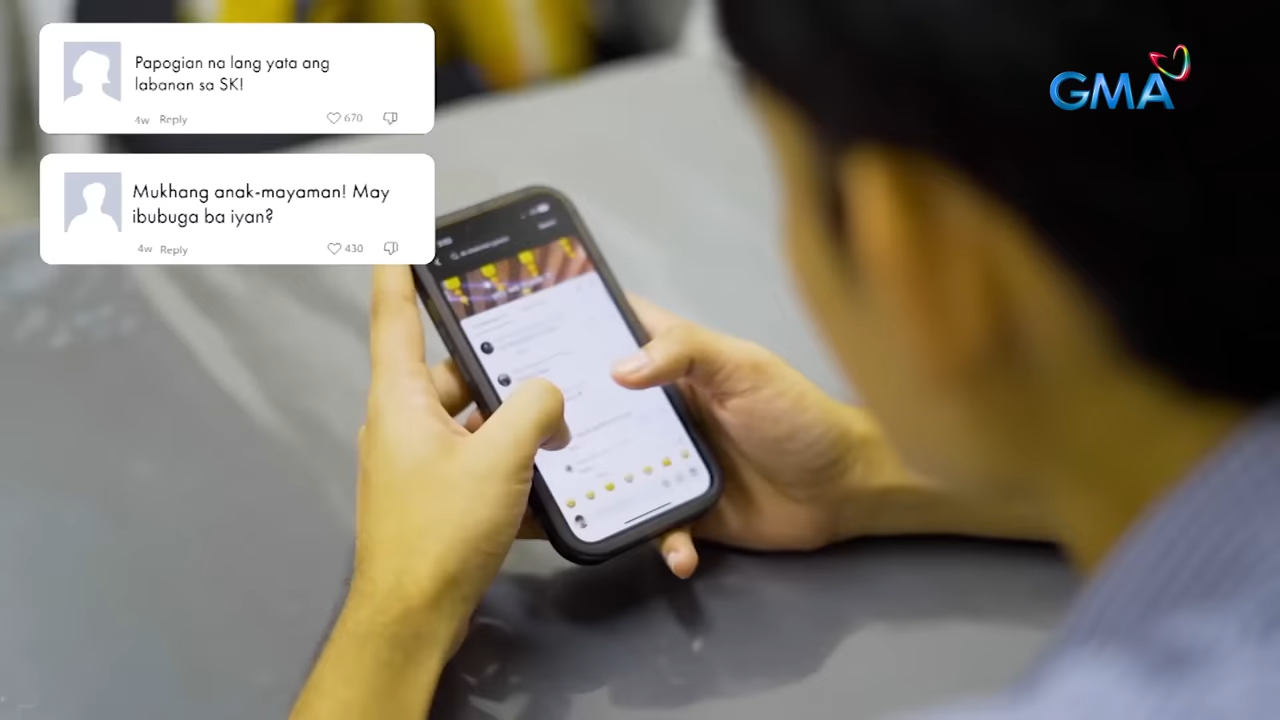 Papogian na lang yata ang
labanan sa SK!
4w Reply 670
Mukhang anak-mayaman! May
ibubuga ba iyan?
4w Reply 430
GMA